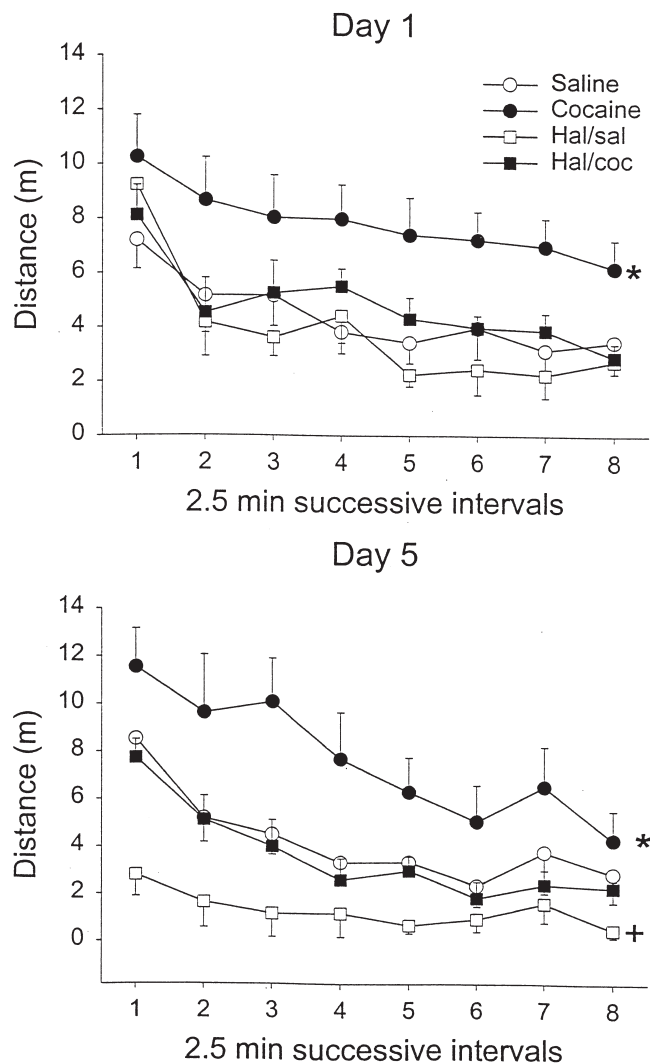 Day 1
14
12
10
8
6
4
2
0
Distance (m)
Saline
Cocaine
Hal/sal
Hal/coc
*
1 2 3 4 5 6 7 8
2.5 min successive intervals
Day 5
14
12
10
8
6
4
2
0
Distance (m)
*
+
1 2 3 4 5 6 7 8
2.5 min successive intervals